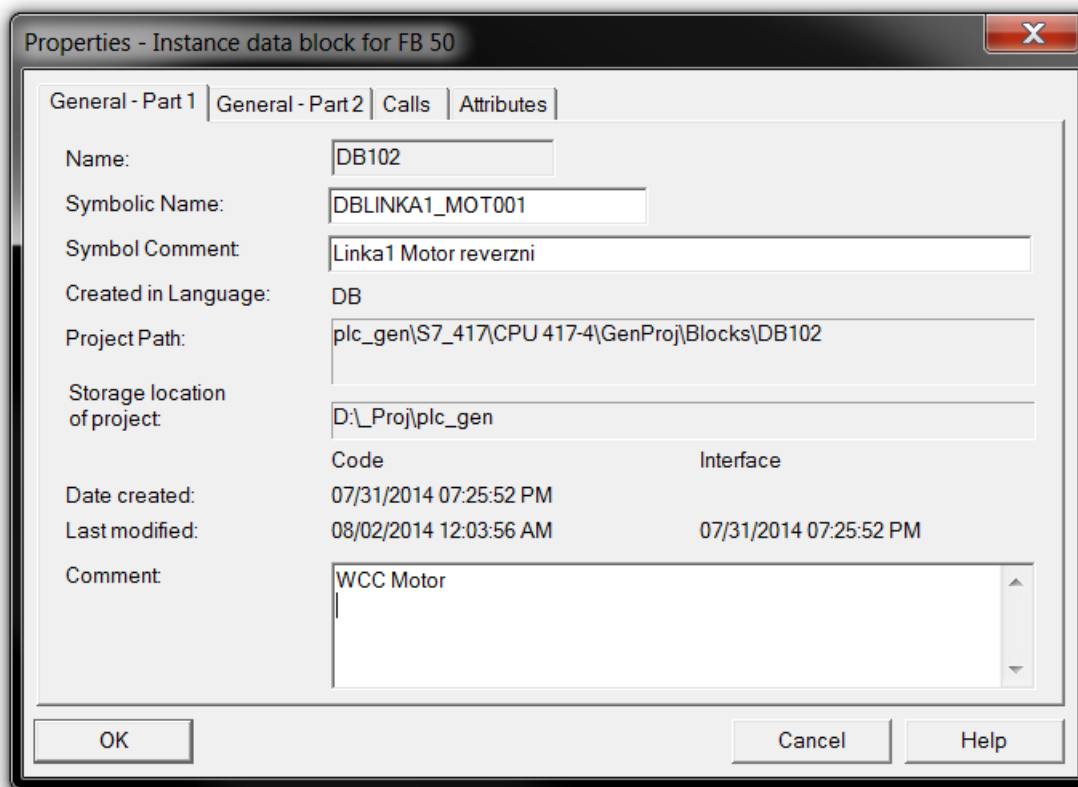 Properties - Instance data block for FB 50
X
General - Part 1 General - Part 2 Calls Attributes
Name: DB102
Symbolic Name: DBLINKA1_MOT001
Symbol Comment: Linka1 Motor reverzni
Created in Language: DB
Project Path: plc_gen\S7_417\CPU 417-4\GenProj\Blocks\DB102
Storage location
of project: D:\_Proj\plc_gen
Code Interface
Date created: 07/31/2014 07:25:52 PM
Last modified: 08/02/2014 12:03:56 AM 07/31/2014 07:25:52 PM
Comment: WCC Motor
OK Cancel Help